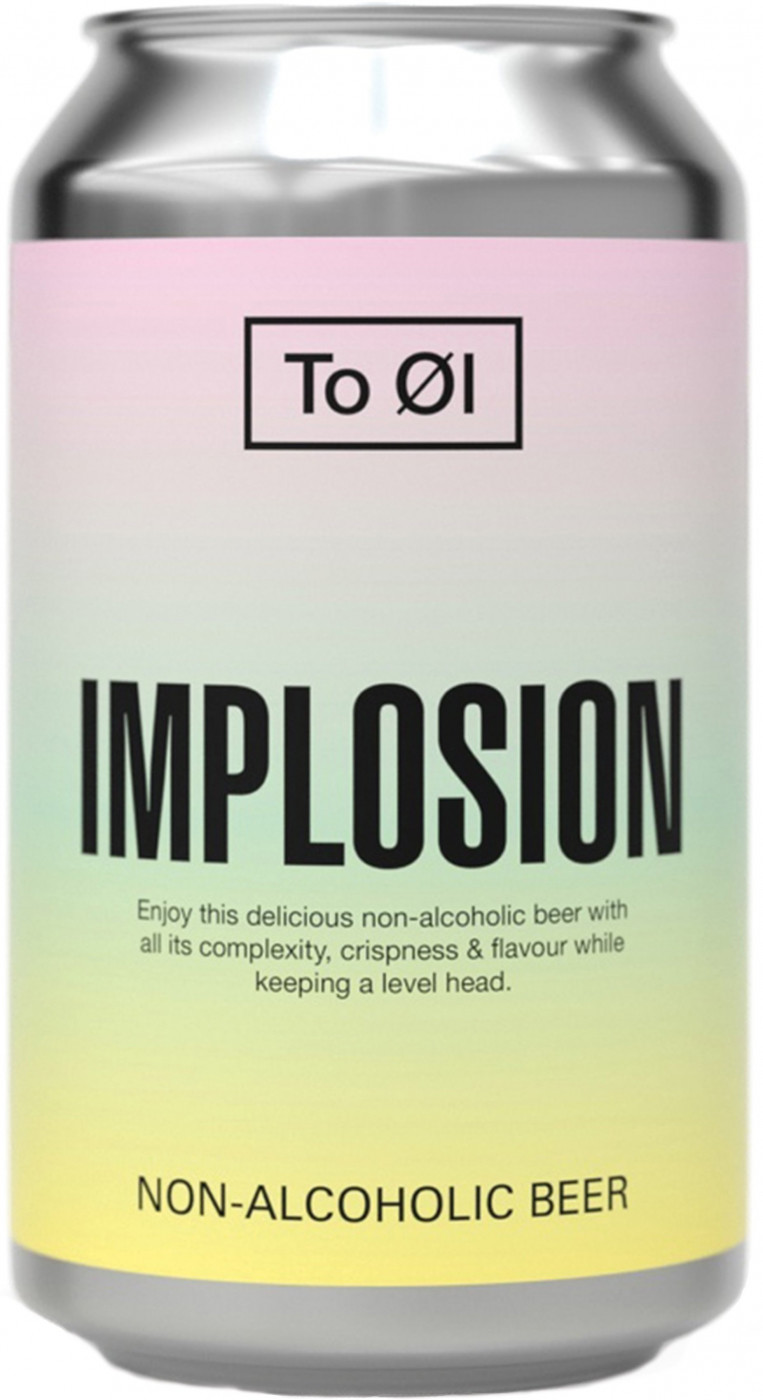 To Øl
IMPLOSION
Enjoy this delicious non-alcoholic beer with
all its complexity, crispness & flavour while
keeping a level head.
NON-ALCOHOLIC BEER